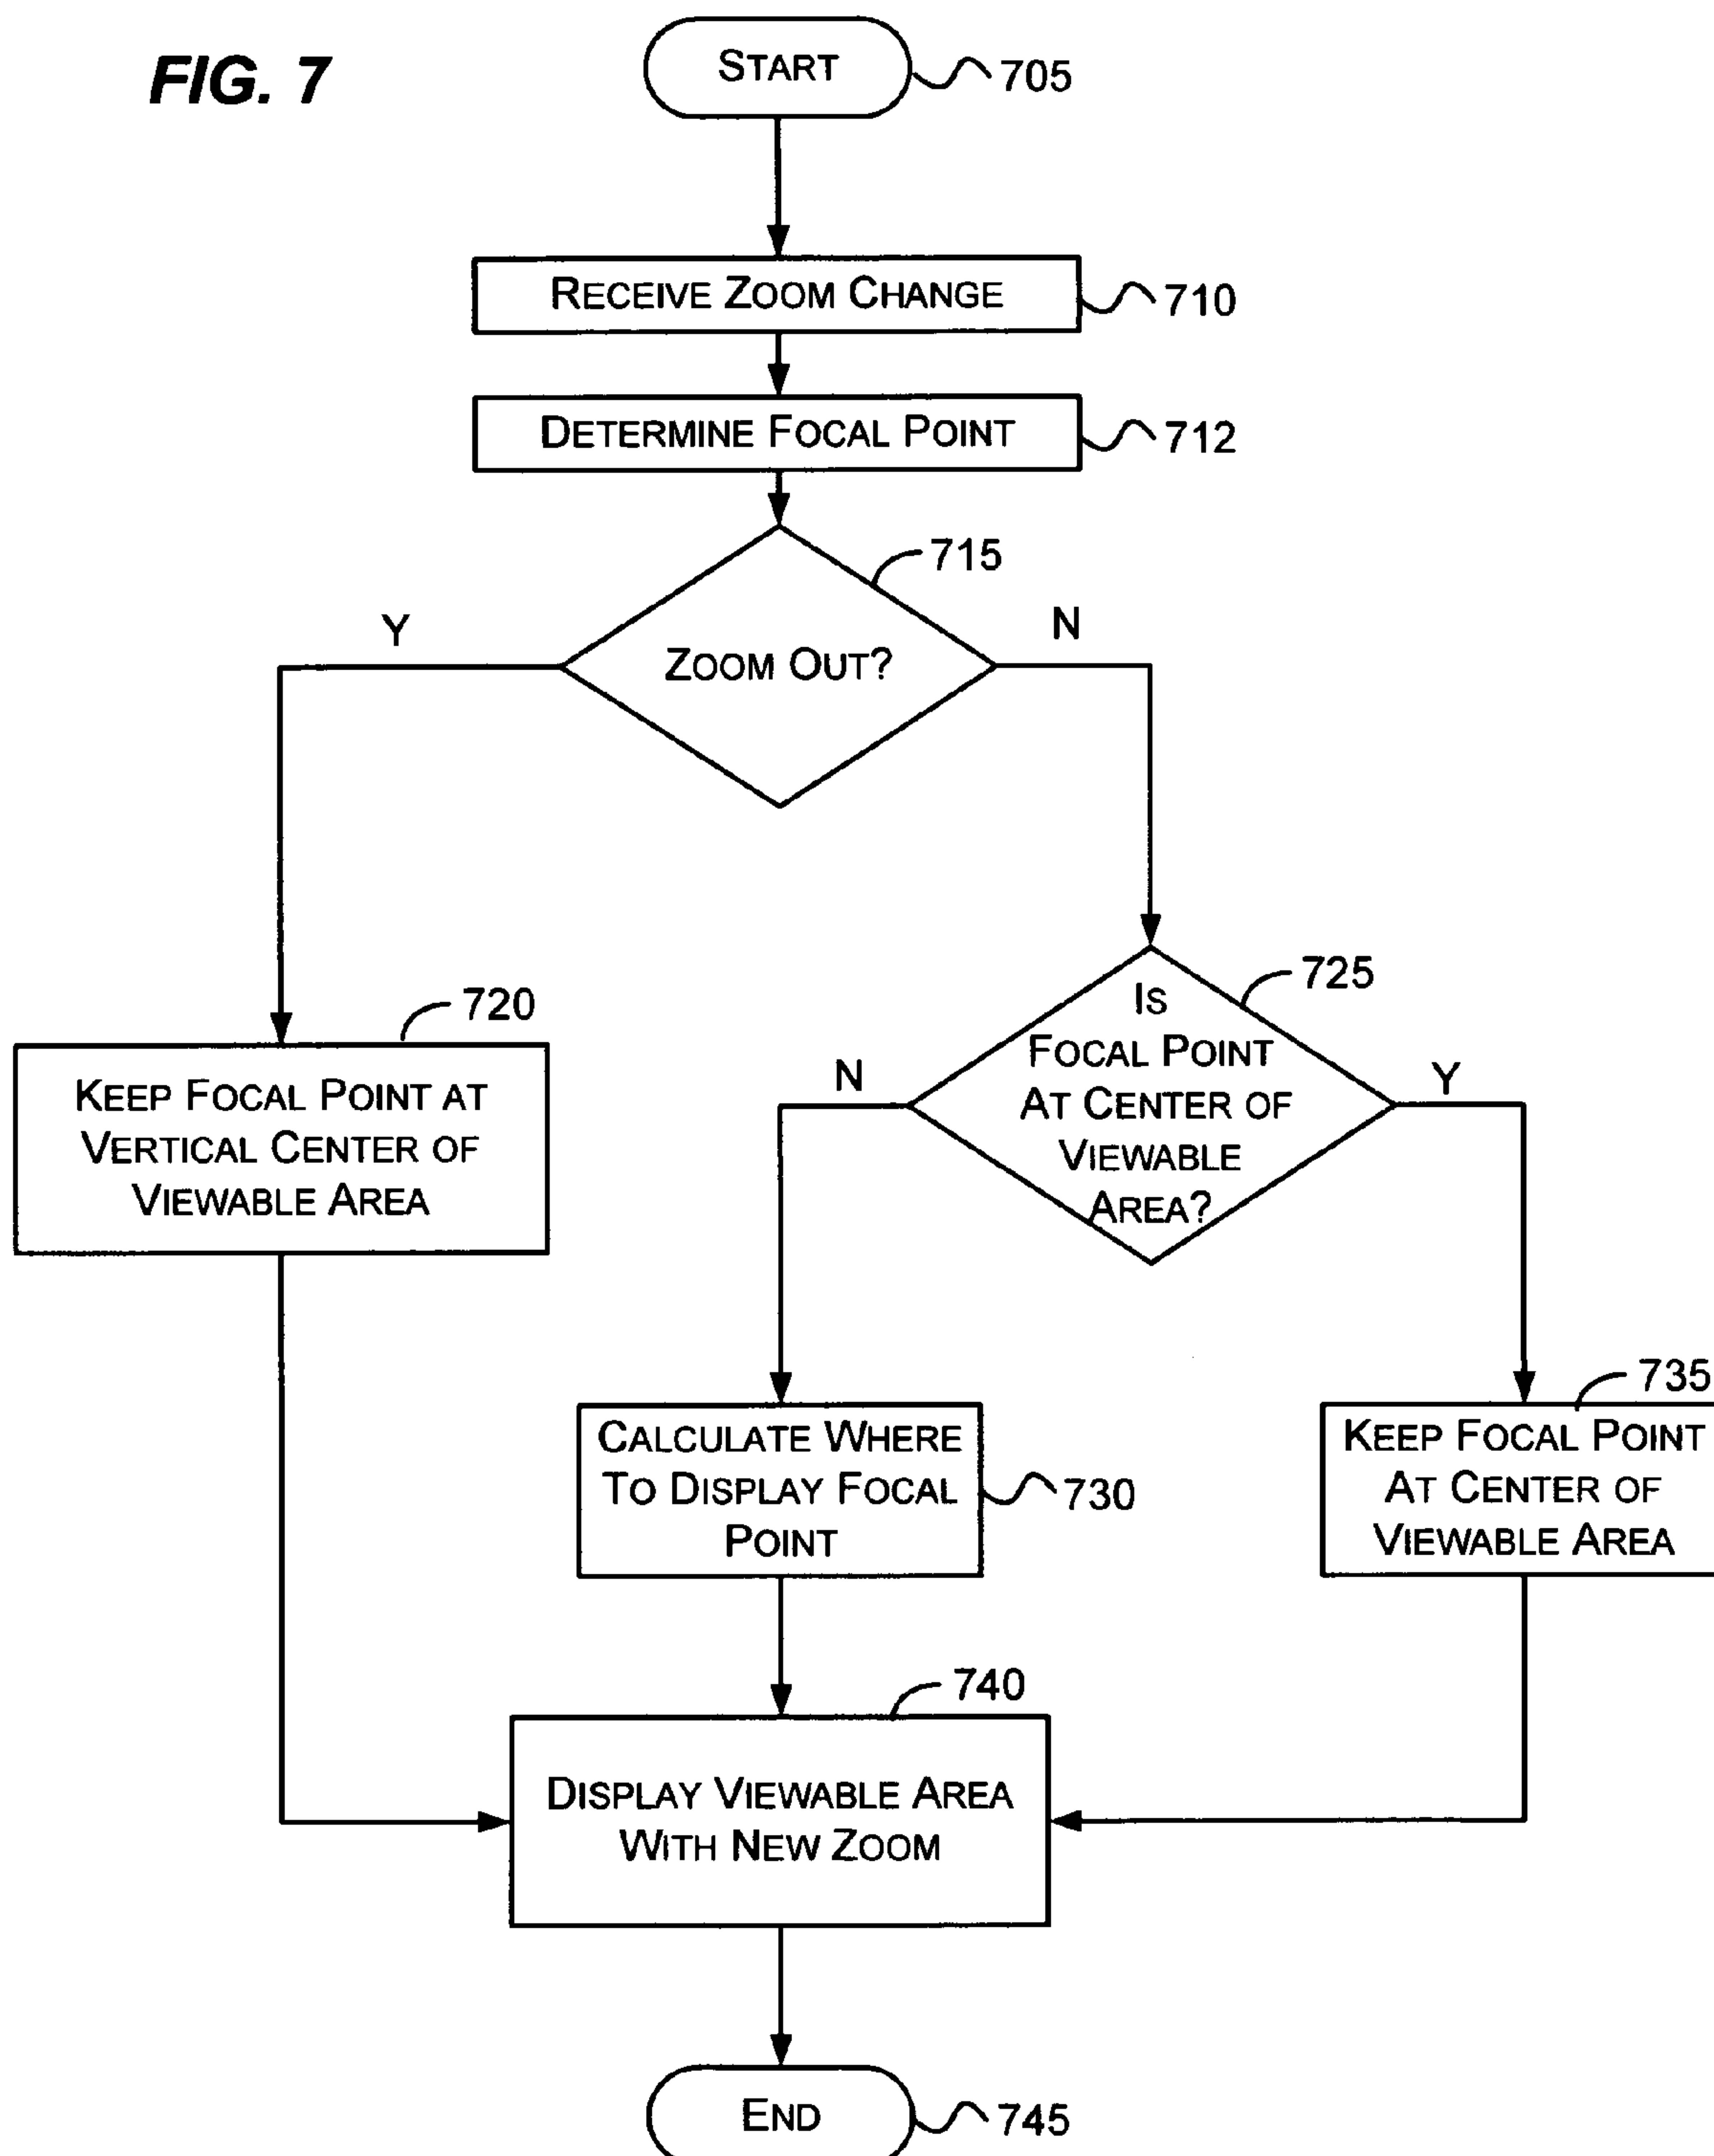 FIG. 7
START
705
RECEIVE ZOOM CHANGE
710
DETERMINE FOCAL POINT
712
715
ZOOM OUT?
Y
N
720
KEEP FOCAL POINT AT
VERTICAL CENTER OF
VIEWABLE AREA
725
IS
FOCAL POINT
AT CENTER OF
VIEWABLE
AREA?
N
Y
CALCULATE WHERE
TO DISPLAY FOCAL
POINT
730
735
KEEP FOCAL POINT
AT CENTER OF
VIEWABLE AREA
740
DISPLAY VIEWABLE AREA
WITH NEW ZOOM
END
745